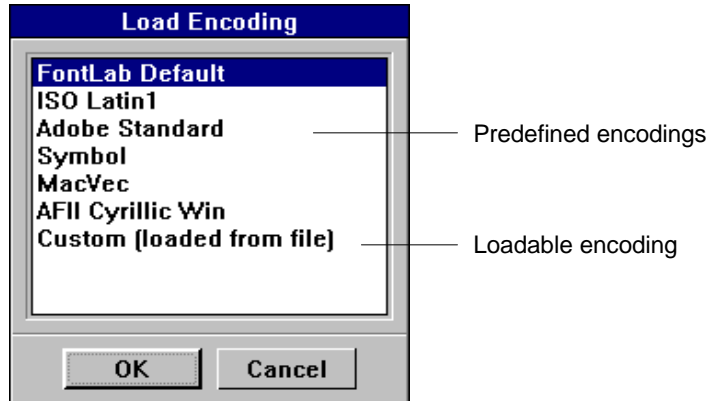 Load Encoding
FontLab Default
ISO Latin1
Adobe Standard
Symbol
MacVec
AFII Cyrillic Win
Custom (loaded from file)
Predefined encodings
Loadable encoding
OK
Cancel